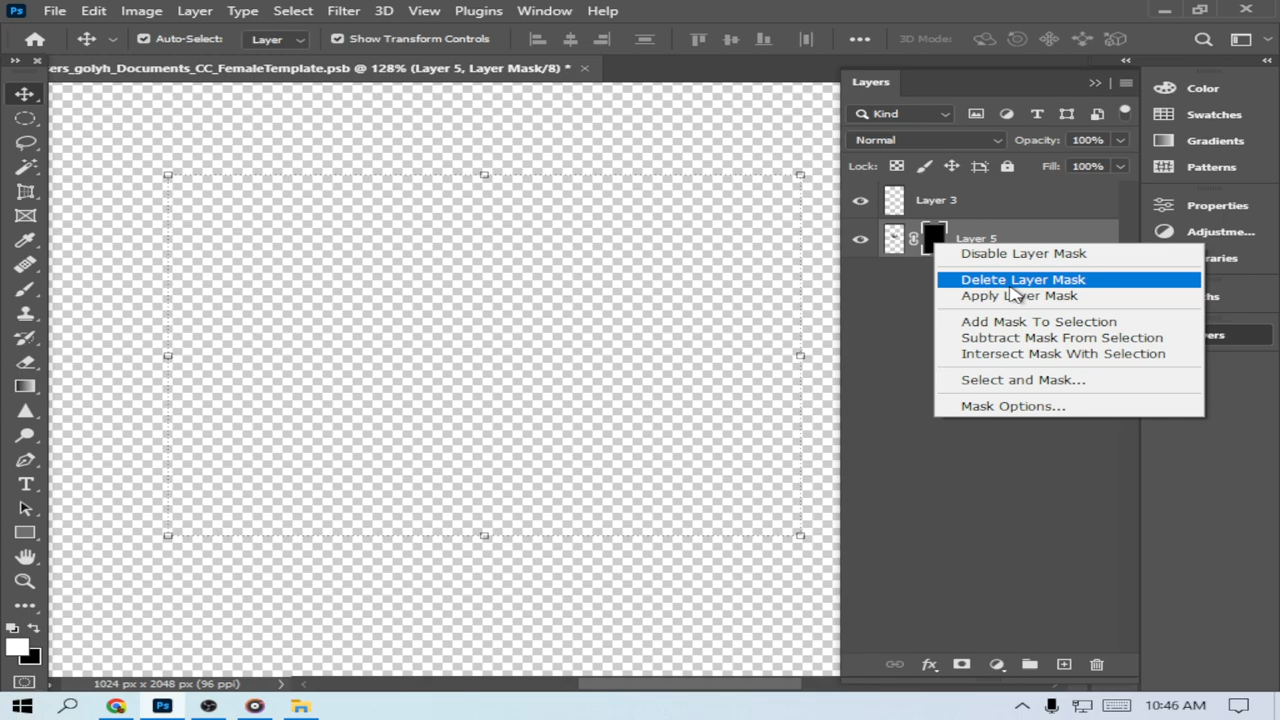 Ps File Edit Image Layer Type Select Filter 3D View Plugins Window Help
Auto-Select: Layer Show Transform Controls 3D Mode:
ers_golyh_Documents_CC_FemaleTemplate.psb @ 128% (Layer 5, Layer Mask/8) *
Layers
Color
Kind
Swatches
Normal Opacity: 100%
Gradients
Lock: Fill: 100%
Patterns
Layer 3
Properties
Layer 5
Adjustme...
Disable Layer Mask
raries
Delete Layer Mask
Apply Layer Mask
ths
Add Mask To Selection
Subtract Mask From Selection
ers
Intersect Mask With Selection
Select and Mask...
Mask Options...
T
fx
1024 px x 2048 px (96 ppi)
Ps
10:46 AM